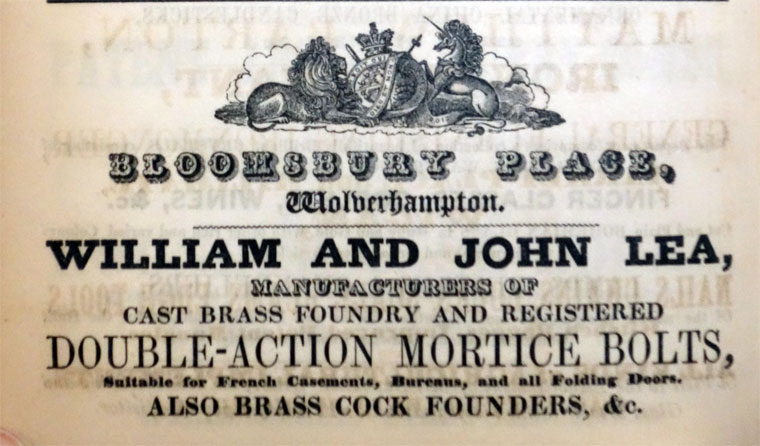 BLOOMSBURY PLACE,
Wolverhampton.
WILLIAM AND JOHN LEA,
MANUFACTURERS OF
CAST BRASS FOUNDRY AND REGISTERED
DOUBLE-ACTION MORTICE BOLTS,
Suitable for French Casements, Bureaus, and all Folding Doors.
ALSO BRASS COCK FOUNDERS, &c.